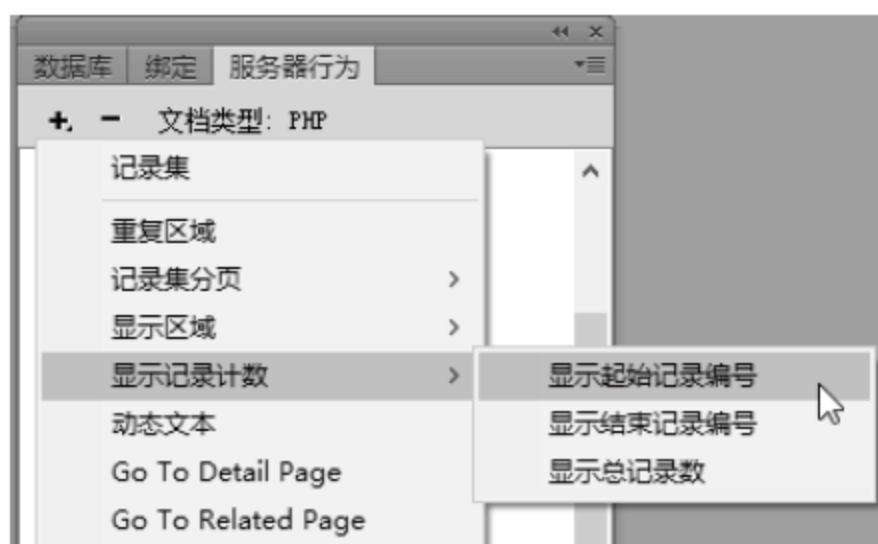 数据库 绑定 服务器行为
文档类型: PHP
记录集
重复区域
记录集分页
显示区域
显示记录计数
显示起始记录编号
动态文本
显示结束记录编号
Go To Detail Page
显示总记录数
Go To Related Page